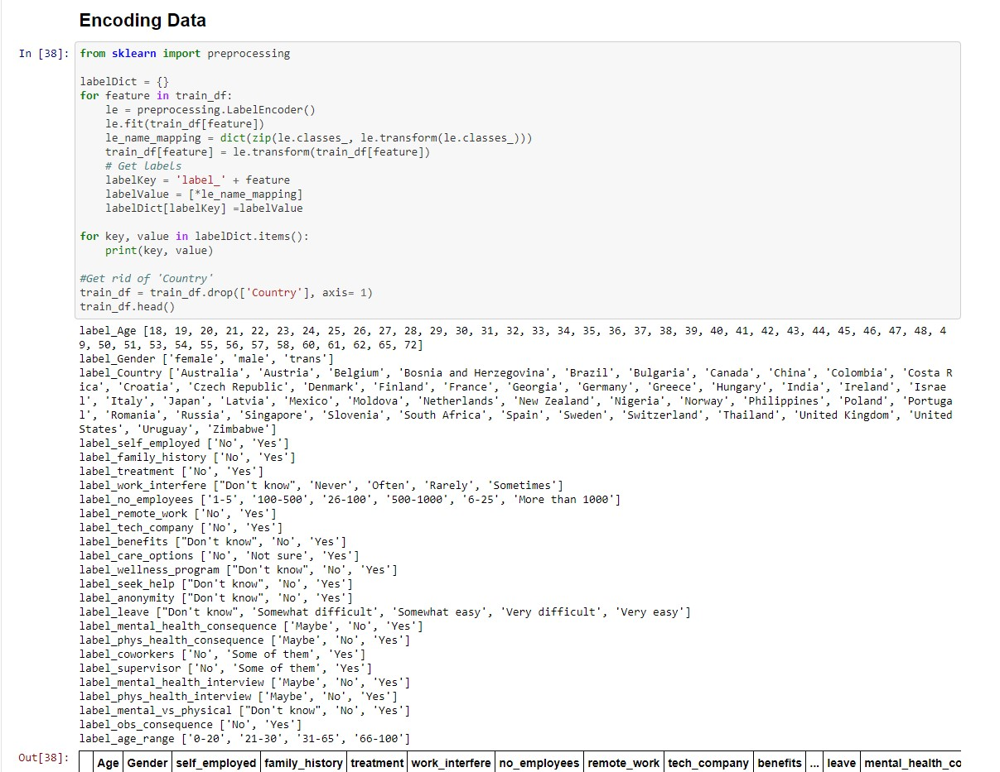 Encoding Data
In [38]: from sklearn import preprocessing
labelDict = {}
for feature in train_df:
    le = preprocessing.LabelEncoder()
    le.fit(train_df[feature])
    le_name_mapping = dict(zip(le.classes_, le.transform(le.classes_)))
    train_df[feature] = le.transform(train_df[feature])
    # Get labels
    labelKey = 'label_' + feature
    labelValue = [*le_name_mapping]
    labelDict[labelKey] =labelValue
for key, value in labelDict.items():
    print(key, value)
#Get rid of 'Country'
train_df = train_df.drop(['Country'], axis= 1)
train_df.head()
label_Age [18, 19, 20, 21, 22, 23, 24, 25, 26, 27, 28, 29, 30, 31, 32, 33, 34, 35, 36, 37, 38, 39, 40, 41, 42, 43, 44, 45, 46, 47, 48, 4
9, 50, 51, 53, 54, 55, 56, 57, 58, 60, 61, 62, 65, 72]
label_Gender ['female', 'male', 'trans']
label_Country ['Australia', 'Austria', 'Belgium', 'Bosnia and Herzegovina', 'Brazil', 'Bulgaria', 'Canada', 'China', 'Colombia', 'Costa R
ica', 'Croatia', 'Czech Republic', 'Denmark', 'Finland', 'France', 'Georgia', 'Germany', 'Greece', 'Hungary', 'India', 'Ireland', 'Israe
l', 'Italy', 'Japan', 'Latvia', 'Mexico', 'Moldova', 'Netherlands', 'New Zealand', 'Nigeria', 'Norway', 'Philippines', 'Poland', 'Portuga
l', 'Romania', 'Russia', 'Singapore', 'Slovenia', 'South Africa', 'Spain', 'Sweden', 'Switzerland', 'Thailand', 'United Kingdom', 'United
States', 'Uruguay', 'Zimbabwe']
label_self_employed ['No', 'Yes']
label_family_history ['No', 'Yes']
label_treatment ['No', 'Yes']
label_work_interfere ["Don't know", 'Never', 'Often', 'Rarely', 'Sometimes']
label_no_employees ['1-5', '100-500', '26-100', '500-1000', '6-25', 'More than 1000']
label_remote_work ['No', 'Yes']
label_tech_company ['No', 'Yes']
label_benefits ["Don't know", 'No', 'Yes']
label_care_options ['No', 'Not sure', 'Yes']
label_wellness_program ["Don't know", 'No', 'Yes']
label_seek_help ["Don't know", 'No', 'Yes']
label_anonymity ["Don't know", 'No', 'Yes']
label_leave ["Don't know", 'Somewhat difficult', 'Somewhat easy', 'Very difficult', 'Very easy']
label_mental_health_consequence ['Maybe', 'No', 'Yes']
label_phys_health_consequence ['Maybe', 'No', 'Yes']
label_coworkers ['No', 'Some of them', 'Yes']
label_supervisor ['No', 'Some of them', 'Yes']
label_mental_health_interview ['Maybe', 'No', 'Yes']
label_phys_health_interview ['Maybe', 'No', 'Yes']
label_mental_vs_physical ["Don't know", 'No', 'Yes']
label_obs_consequence ['No', 'Yes']
label_age_range ['0-20', '21-30', '31-65', '66-100']
Out[38]: Age Gender self_employed family_history treatment work_interfere no_employees remote_work tech_company benefits ... leave mental_health_co